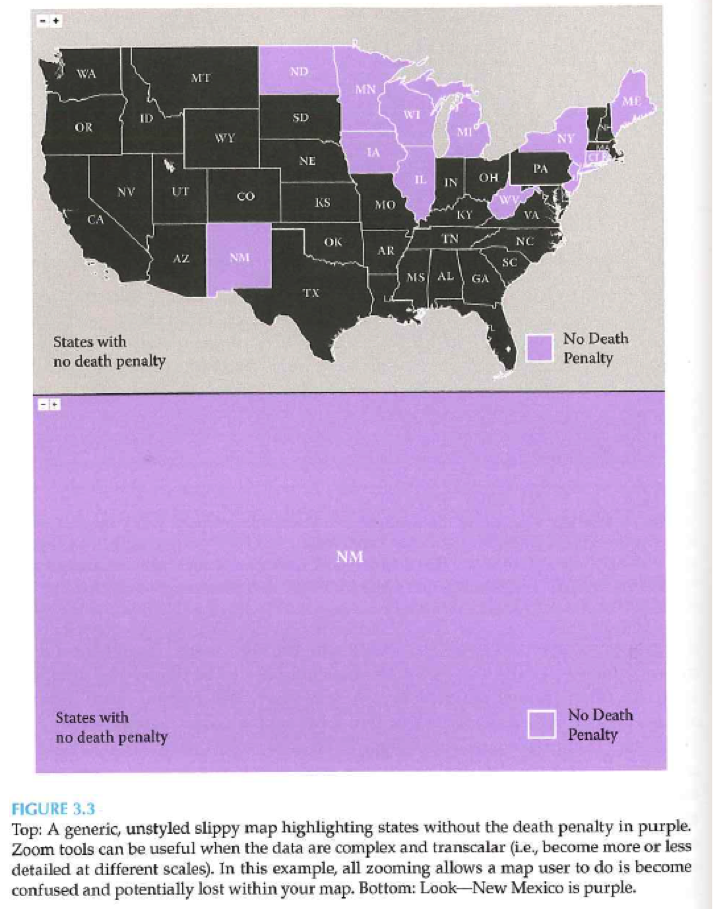 - +
WA
MT
ND
MN
ME
OR
ID
SD
WI
WY
MI
NY
IA
NE
PA
NV
UT
CO
IL
IN
OH
CA
KS
MO
WV
VA
KY
AZ
NM
OK
AR
TN
NC
SC
TX
MS
AL
GA
LA
States with
no death penalty
No Death
Penalty
- +
NM
States with
no death penalty
No Death
Penalty
FIGURE 3.3
Top: A generic, unstyled slippy map highlighting states without the death penalty in purple.
Zoom tools can be useful when the data are complex and transcalar (i.e., become more or less
detailed at different scales). In this example, all zooming allows a map user to do is become
confused and potentially lost within your map. Bottom: Look—New Mexico is purple.